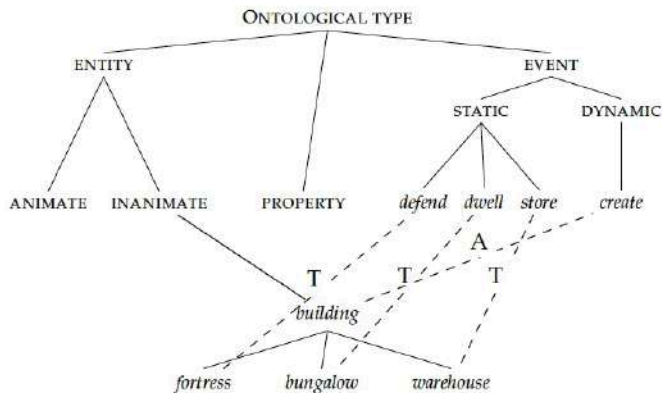 ONTOLOGICAL TYPE
ENTITY EVENT
STATIC DYNAMIC
ANIMATE INANIMATE PROPERTY defend dwell store create
A
T T T
building
fortress bungalow warehouse